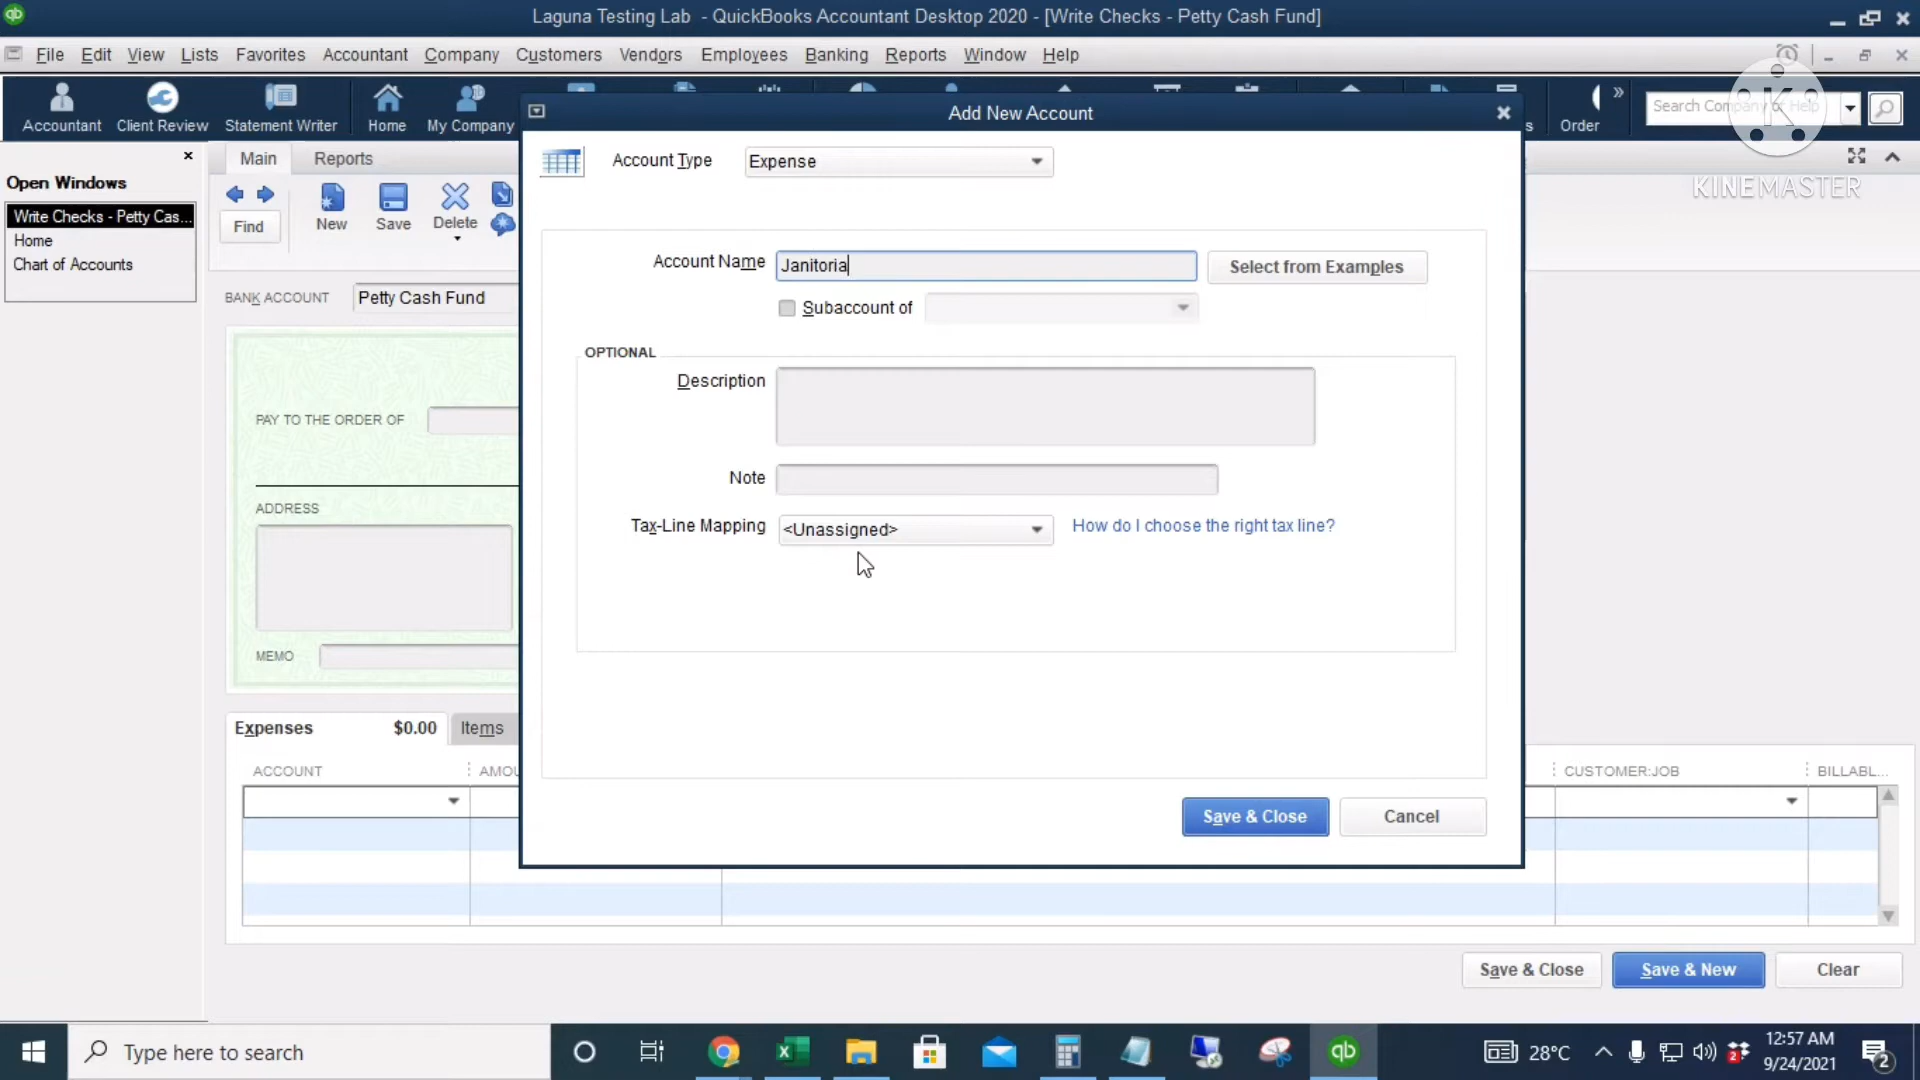 Laguna Testing Lab - QuickBooks Accountant Desktop 2020 - [Write Checks - Petty Cash Fund]
File Edit View Lists Favorites Accountant Company Customers Vendors Employees Banking Reports Window Help
Accountant Client Review Statement Writer Home My Company Order » Search Company or Help
KINEMASTER
Add New Account
Open Windows
Write Checks - Petty Cas...
Home
Chart of Accounts
Main Reports
Find New Save Delete
BANK ACCOUNT Petty Cash Fund
PAY TO THE ORDER OF
ADDRESS
MEMO
Account Type Expense
Account Name Janitoria Select from Examples
Subaccount of
OPTIONAL
Description
Note
Tax-Line Mapping <Unassigned> How do I choose the right tax line?
Save & Close Cancel
Expenses $0.00 Items
ACCOUNT AMOU CUSTOMER:JOB BILLABL...
Save & Close Save & New Clear
Type here to search
28°C 2 12:57 AM
9/24/2021 2